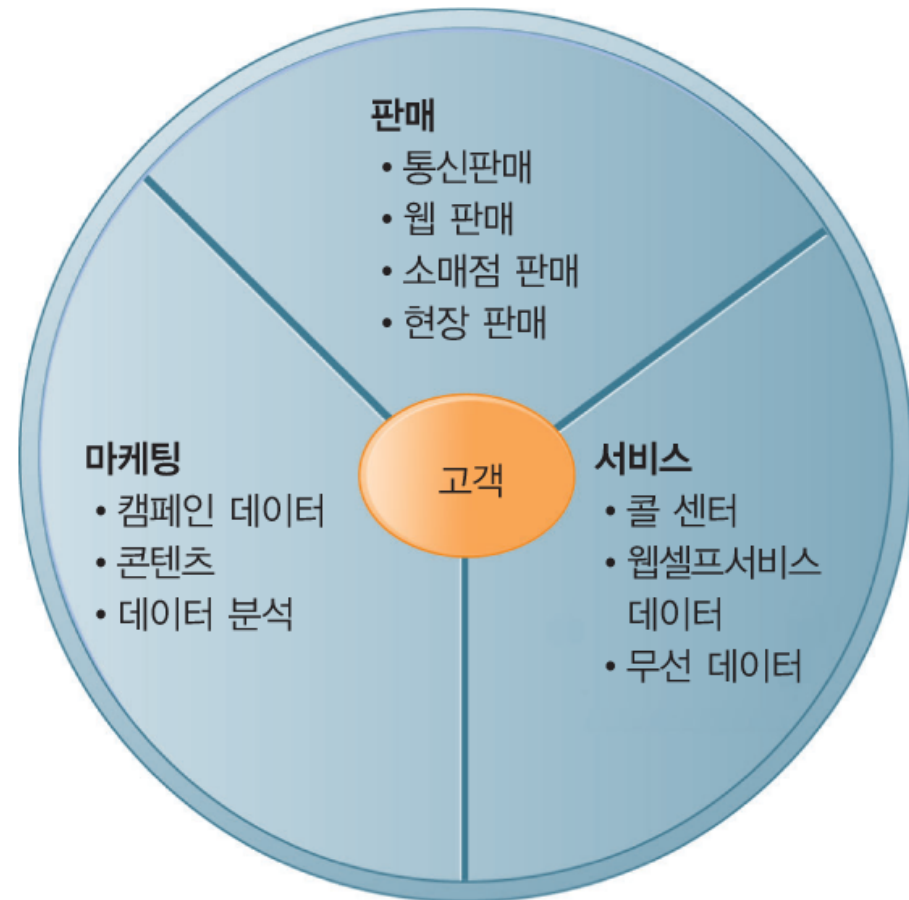 판매
• 통신판매
• 웹 판매
• 소매점 판매
• 현장 판매
고객
마케팅
• 캠페인 데이터
• 콘텐츠
• 데이터 분석
서비스
• 콜 센터
• 웹셀프서비스
데이터
• 무선 데이터